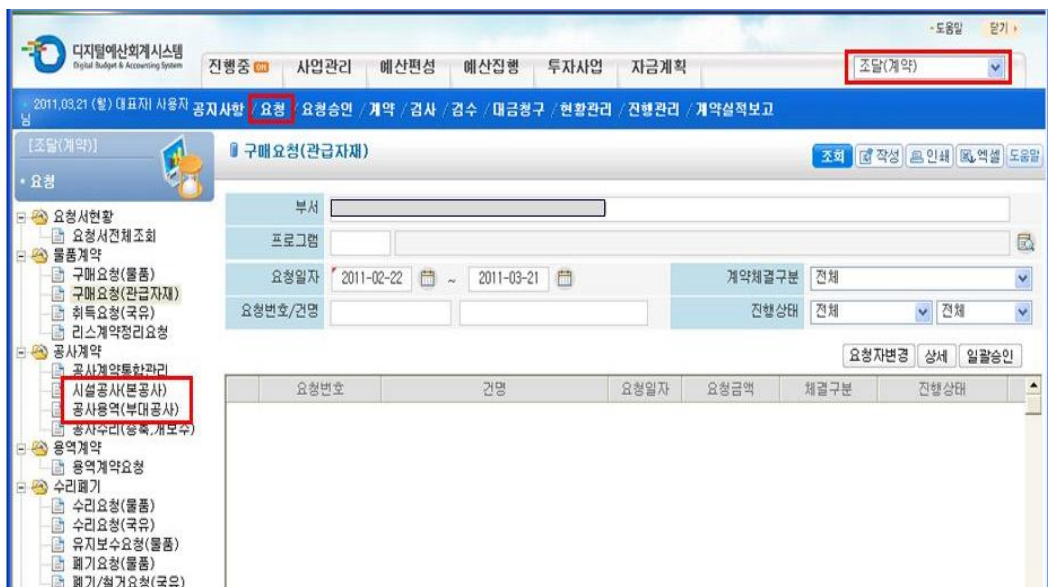 도움말 닫기
디지털예산회계시스템
Digital Budget & Accounting System
진행중 ON 사업관리 예산편성 예산집행 투자사업 자금계획
조달(계약)
2011,03,21 (월) 대표자| 사용자님
공지사항 / 요청 / 요청승인 / 계약 / 검사 / 검수 / 대금청구 / 현황관리 / 진행관리 / 계약실적보고
[조달(계약)]
• 요청
구매요청(관급자재)
조회 작성 인쇄 엑셀 도움말
요청서현황
요청서전체조회
물품계약
구매요청(물품)
구매요청(관급자재)
취득요청(국유)
리스계약정리요청
공사계약
공사계약통합관리
시설공사(본공사)
공사용역(부대공사)
공사수리(증축,개보수)
용역계약
용역계약요청
수리폐기
수리요청(물품)
수리요청(국유)
유지보수요청(물품)
폐기요청(물품)
폐기/철거요청(국유)
부서
프로그램
요청일자 2011-02-22 ~ 2011-03-21 계약체결구분 전체
요청번호/건명 진행상태 전체 전체
요청자변경 상세 일괄승인
요청번호 건명 요청일자 요청금액 체결구분 진행상태